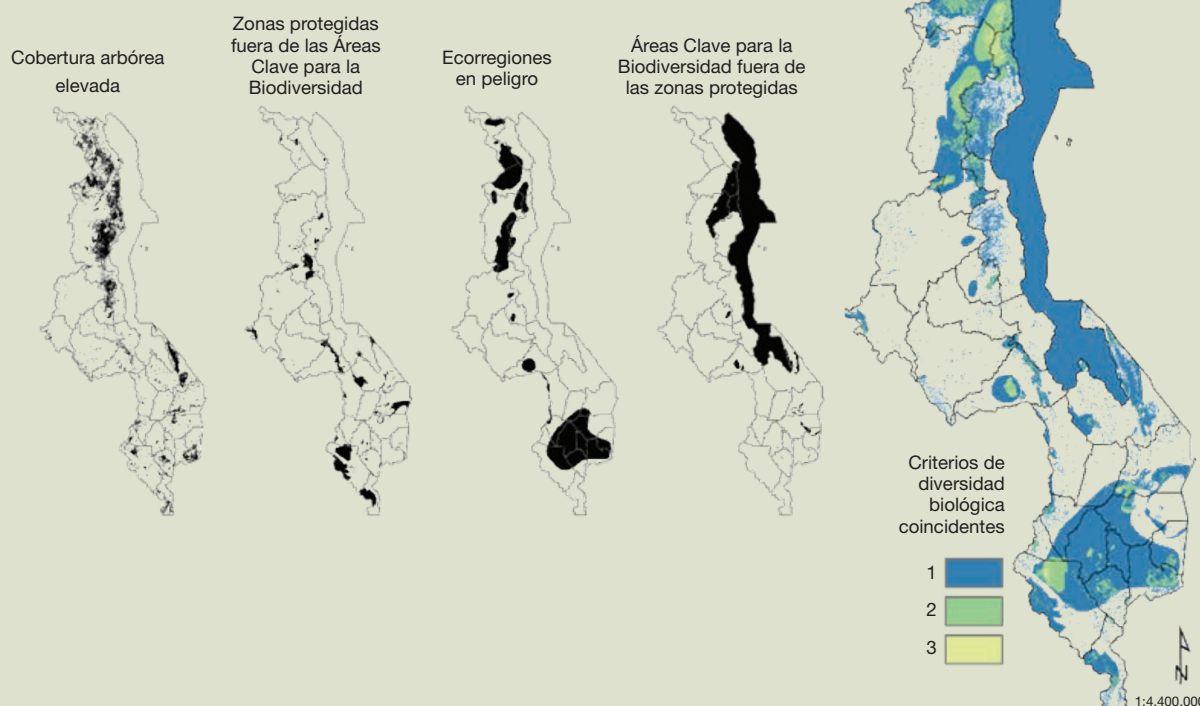 Cobertura arbórea
elevada
Zonas protegidas
fuera de las Áreas
Clave para la
Biodiversidad
Ecorregiones
en peligro
Áreas Clave para la
Biodiversidad fuera de
las zonas protegidas
Criterios de
diversidad
biológica
coincidentes
1
2
3
N
1:4.400.000